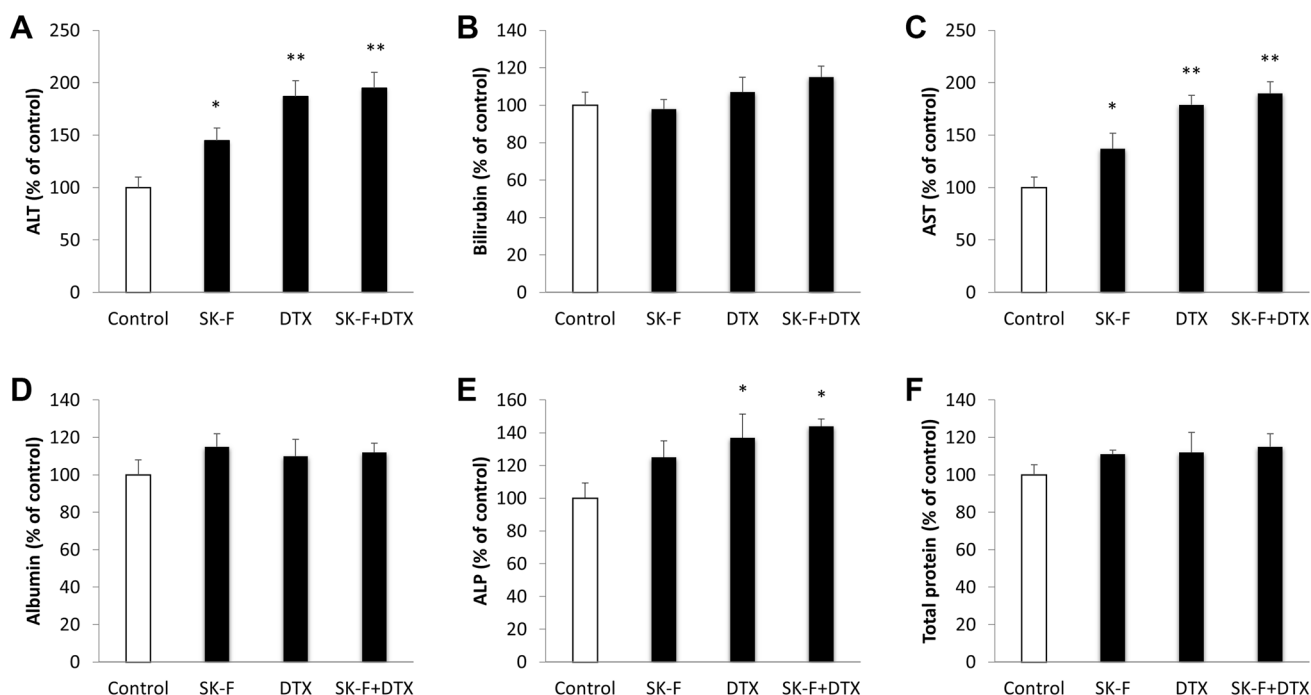 A
ALT (% of control)
250
200
150
100
50
0
*
**
**
Control SK-F DTX SK-F+DTX
B
Bilirubin (% of control)
140
120
100
80
60
40
20
0
Control SK-F DTX SK-F+DTX
C
AST (% of control)
250
200
150
100
50
0
*
**
**
Control SK-F DTX SK-F+DTX
D
Albumin (% of control)
140
120
100
80
60
40
20
0
Control SK-F DTX SK-F+DTX
E
ALP (% of control)
160
140
120
100
80
60
40
20
0
*
*
Control SK-F DTX SK-F+DTX
F
Total protein (% of control)
140
120
100
80
60
40
20
0
Control SK-F DTX SK-F+DTX